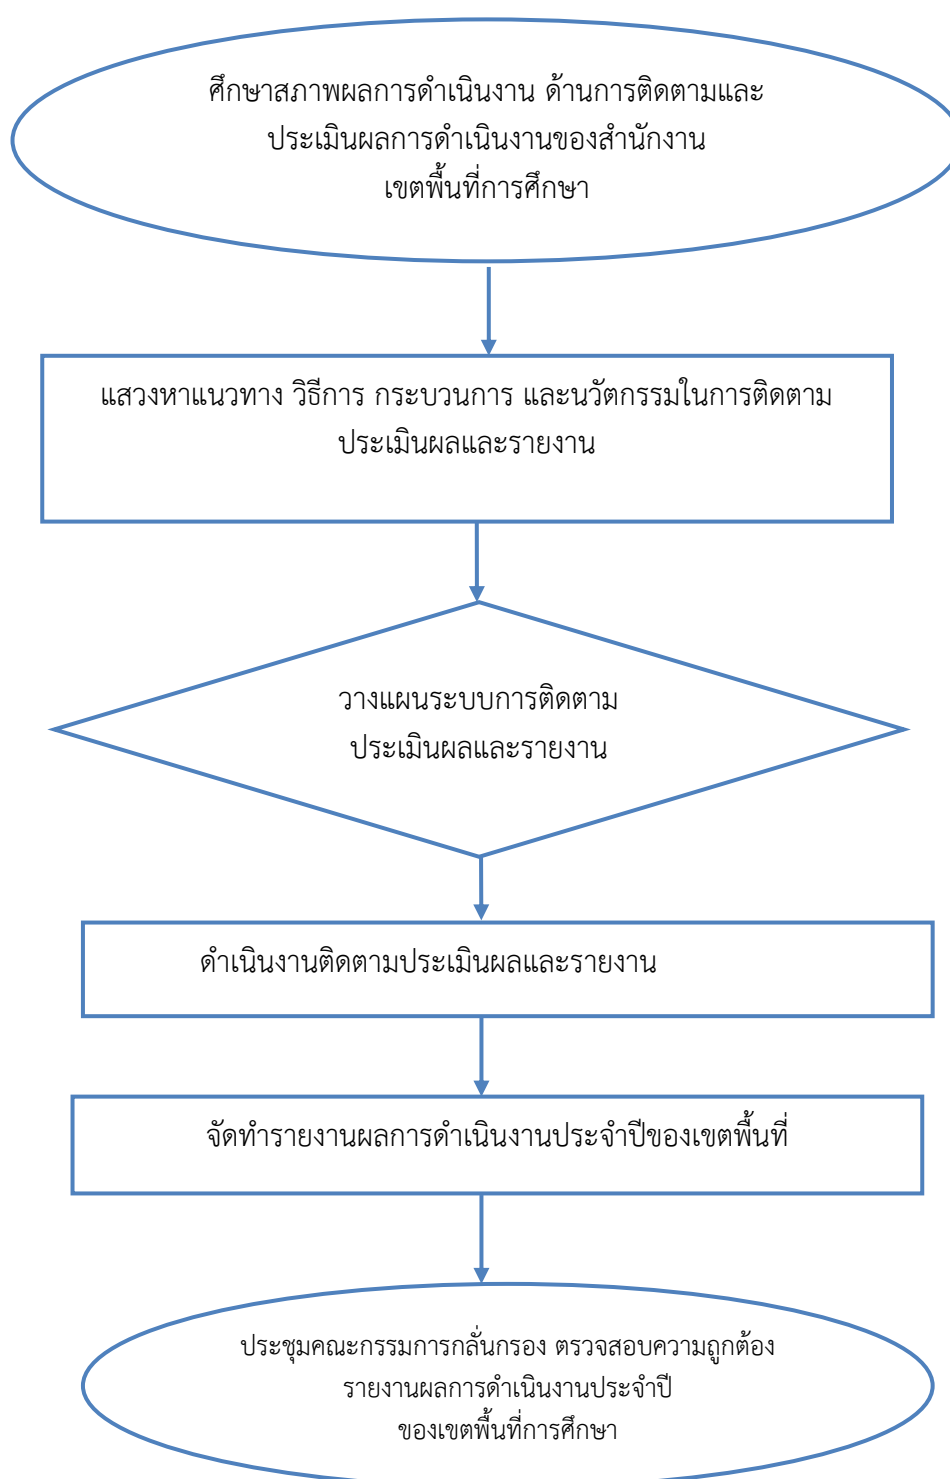 ศึกษาสภาพผลการดำเนินงาน ด้านการติดตามและ
ประเมินผลการดำเนินงานของสำนักงาน
เขตพื้นที่การศึกษา
แสวงหาแนวทาง วิธีการ กระบวนการ และนวัตกรรมในการติดตาม
ประเมินผลและรายงาน
วางแผนระบบการติดตาม
ประเมินผลและรายงาน
ดำเนินงานติดตามประเมินผลและรายงาน
จัดทำรายงานผลการดำเนินงานประจำปีของเขตพื้นที่
ประชุมคณะกรรมการกลั่นกรอง ตรวจสอบความถูกต้อง
รายงานผลการดำเนินงานประจำปี
ของเขตพื้นที่การศึกษา